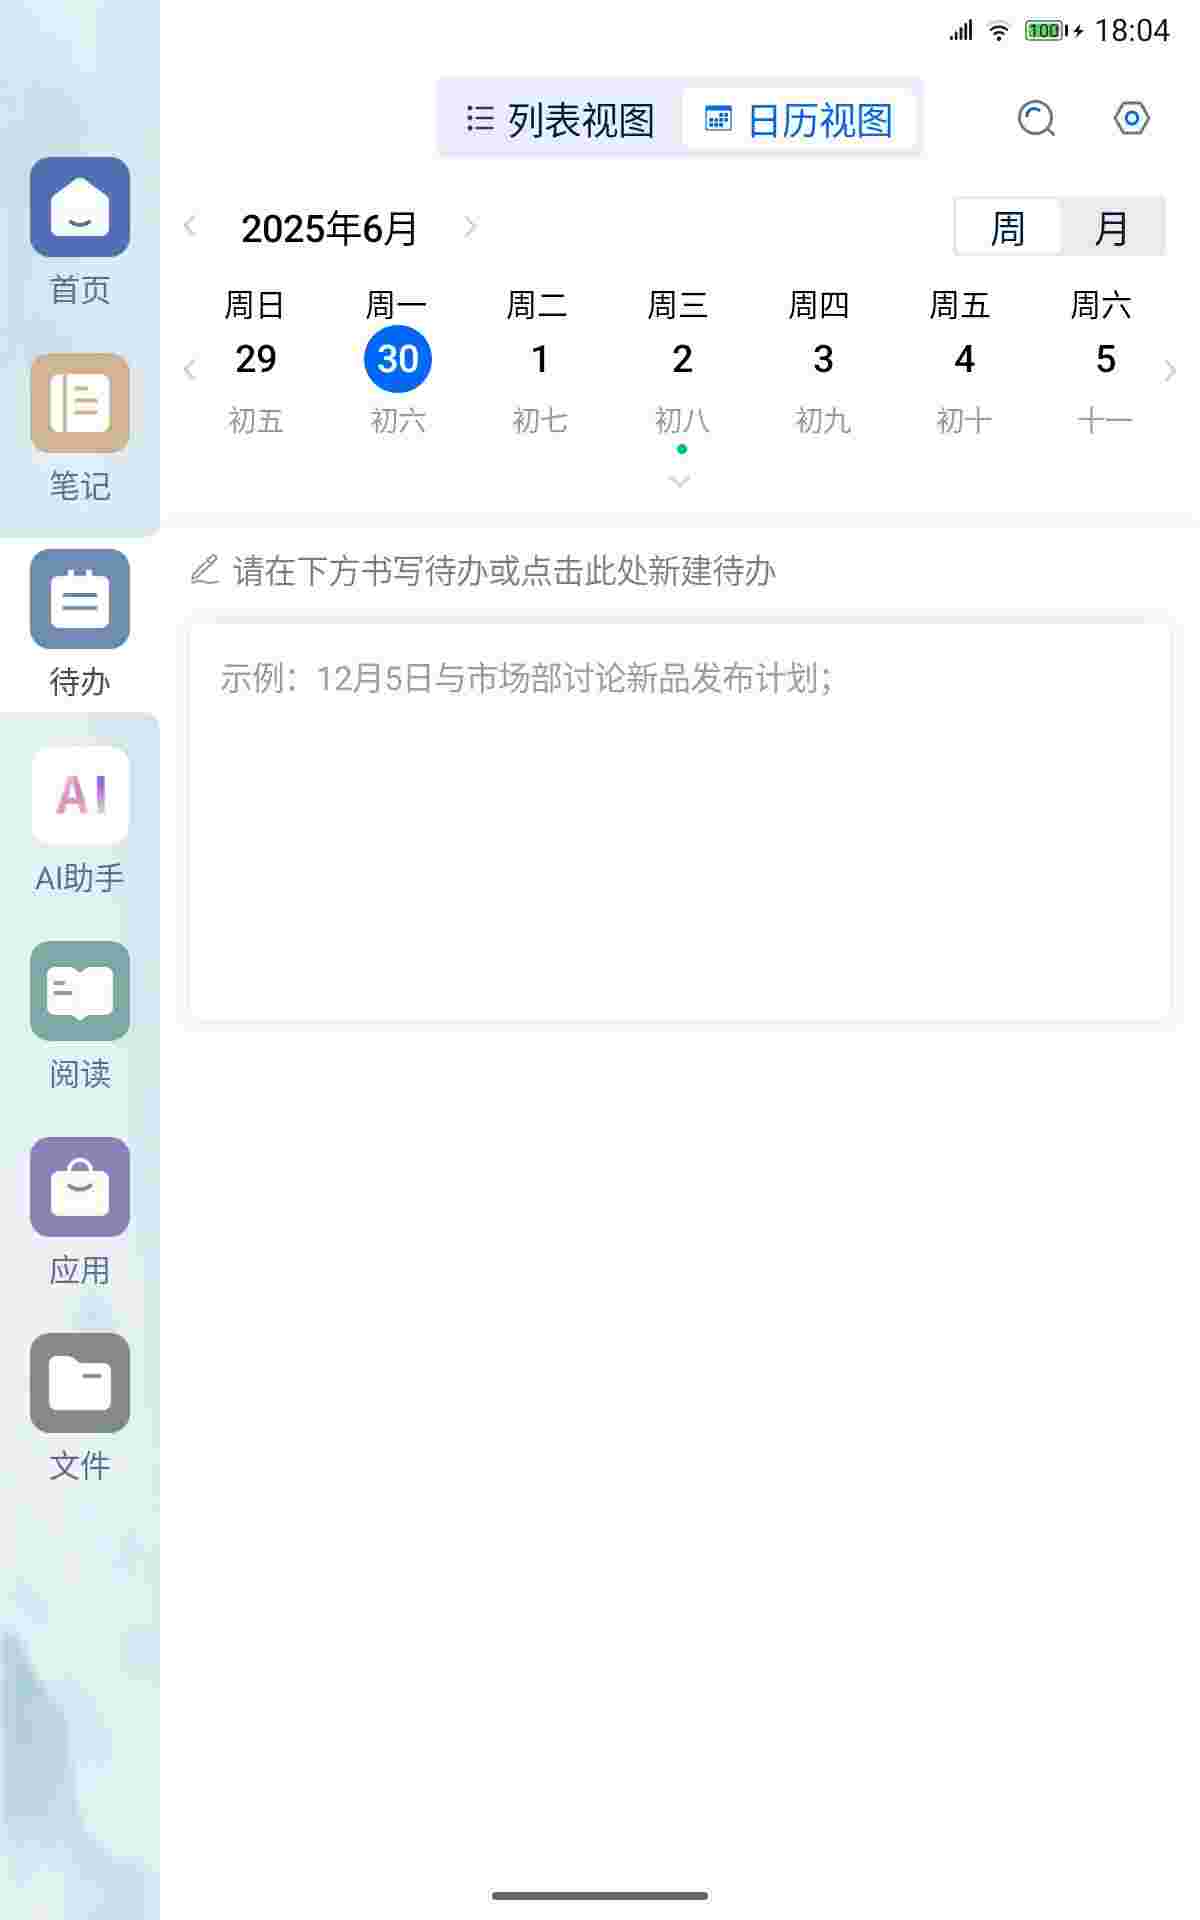 100 18:04
列表视图 日历视图
2025年6月 周 月
周日 周一 周二 周三 周四 周五 周六
29 30 1 2 3 4 5
初五 初六 初七 初八 初九 初十 十一
请在下方书写待办或点击此处新建待办
示例：12月5日与市场部讨论新品发布计划；
首页
笔记
待办
AI
AI助手
阅读
应用
文件